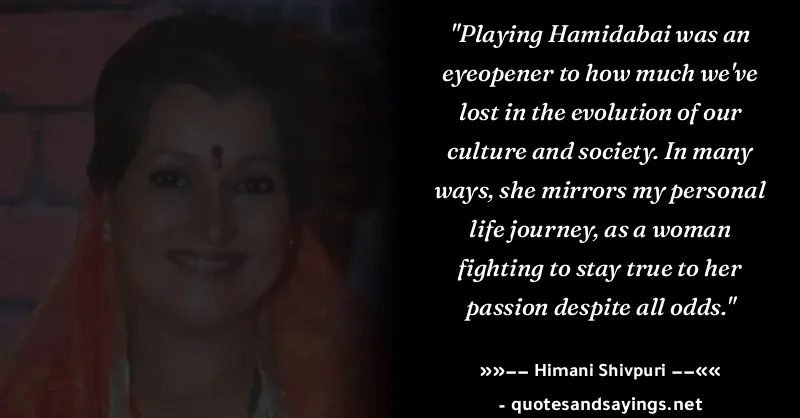 "Playing Hamidabai was an
eyeopener to how much we've
lost in the evolution of our
culture and society. In many
ways, she mirrors my personal
life journey, as a woman
fighting to stay true to her
passion despite all odds."
»»−− Himani Shivpuri −−««
- quotesandsayings.net